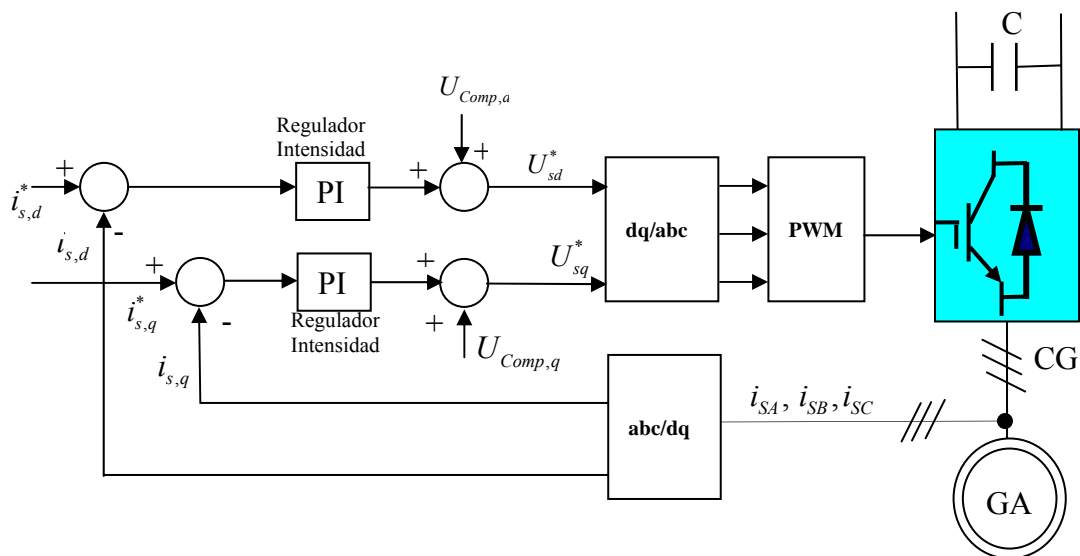 C
U_{Comp,d}
Regulador
Intensidad
+
+
+
U^*_{sd}
PI
dq/abc
PWM
i^*_{s,d}
-
i_{s,d}
+
+
U^*_{sq}
PI
i^*_{s,q}
-
Regulador
Intensidad
+
U_{Comp,q}
CG
i_{s,q}
i_{SA}, i_{SB}, i_{SC}
abc/dq
GA